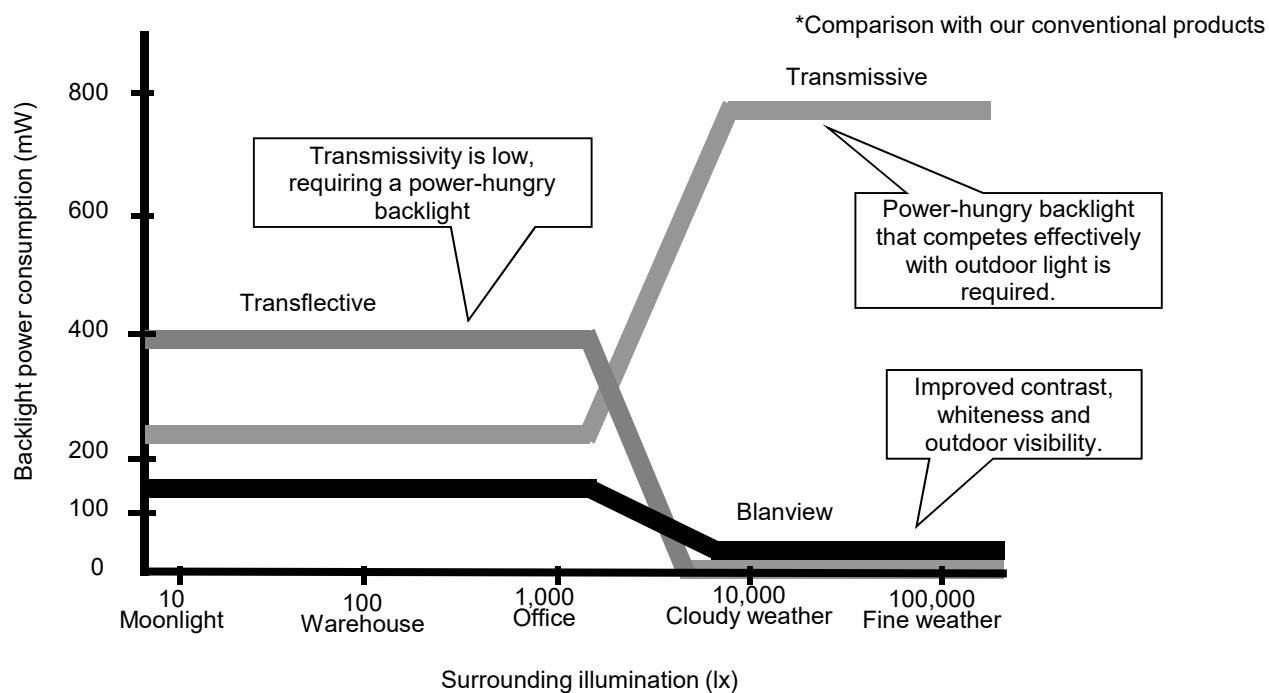 *Comparison with our conventional products
Transmissive
800
Transmissivity is low,
requiring a power-hungry
backlight
Power-hungry backlight
that competes effectively
with outdoor light is
required.
600
Backlight power consumption (mW)
Transflective
400
Improved contrast,
whiteness and
outdoor visibility.
200
100
Blanview
0
10
Moonlight
100
Warehouse
1,000
Office
10,000
Cloudy weather
100,000
Fine weather
Surrounding illumination (lx)